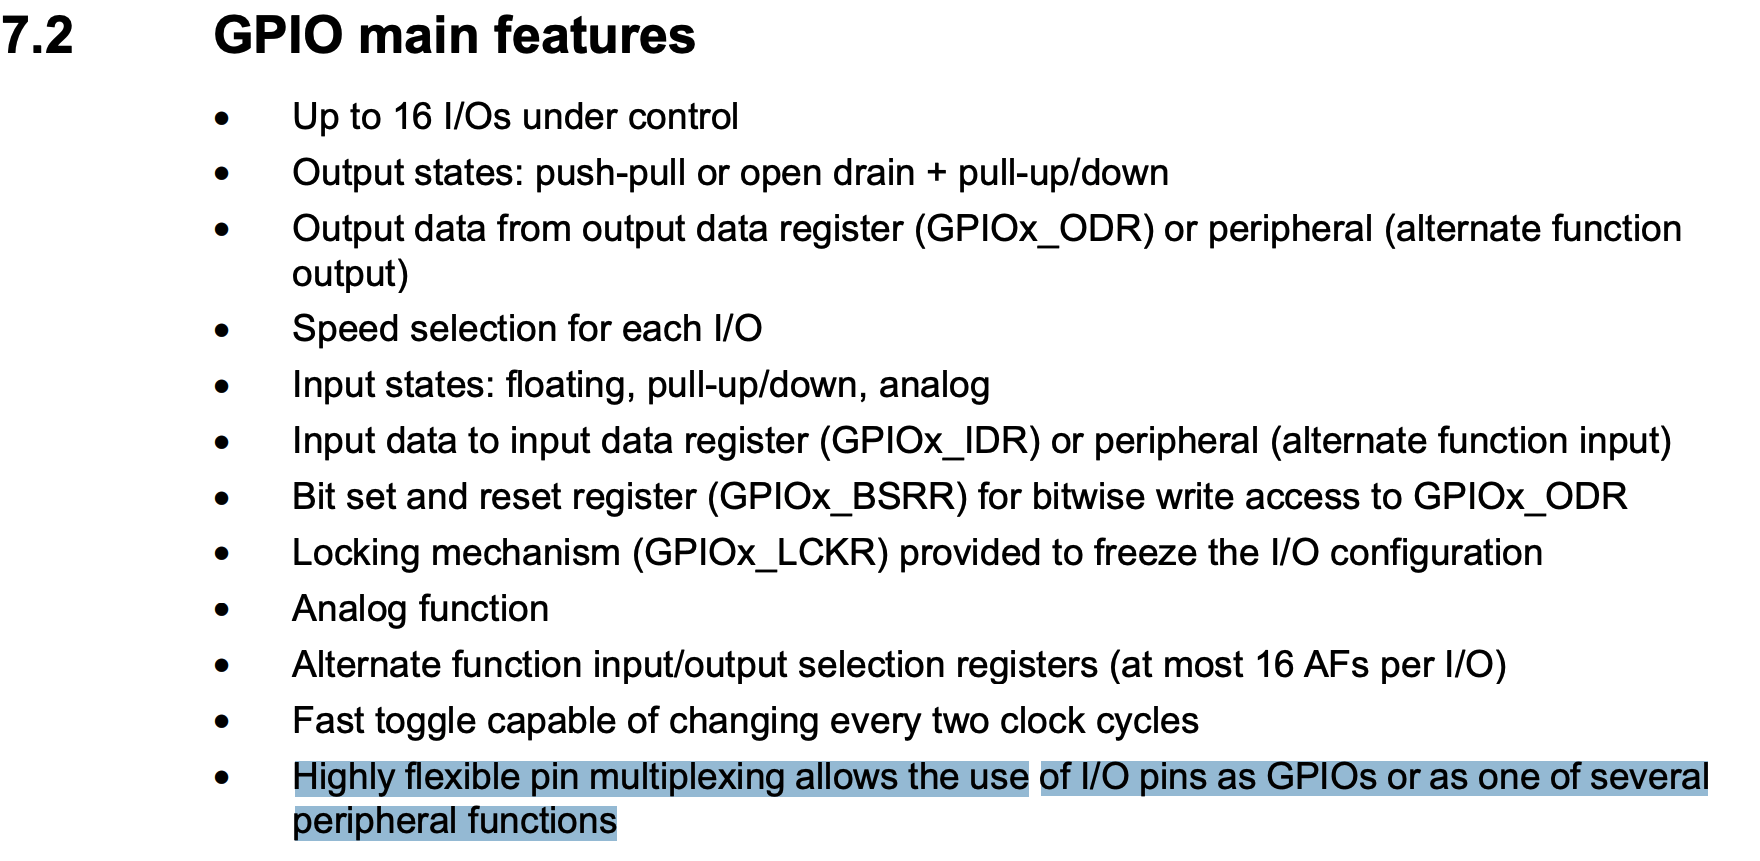 7.2 GPIO main features
• Up to 16 I/Os under control
• Output states: push-pull or open drain + pull-up/down
• Output data from output data register (GPIOx_ODR) or peripheral (alternate function
output)
• Speed selection for each I/O
• Input states: floating, pull-up/down, analog
• Input data to input data register (GPIOx_IDR) or peripheral (alternate function input)
• Bit set and reset register (GPIOx_BSRR) for bitwise write access to GPIOx_ODR
• Locking mechanism (GPIOx_LCKR) provided to freeze the I/O configuration
• Analog function
• Alternate function input/output selection registers (at most 16 AFs per I/O)
• Fast toggle capable of changing every two clock cycles
• Highly flexible pin multiplexing allows the use of I/O pins as GPIOs or as one of several
peripheral functions